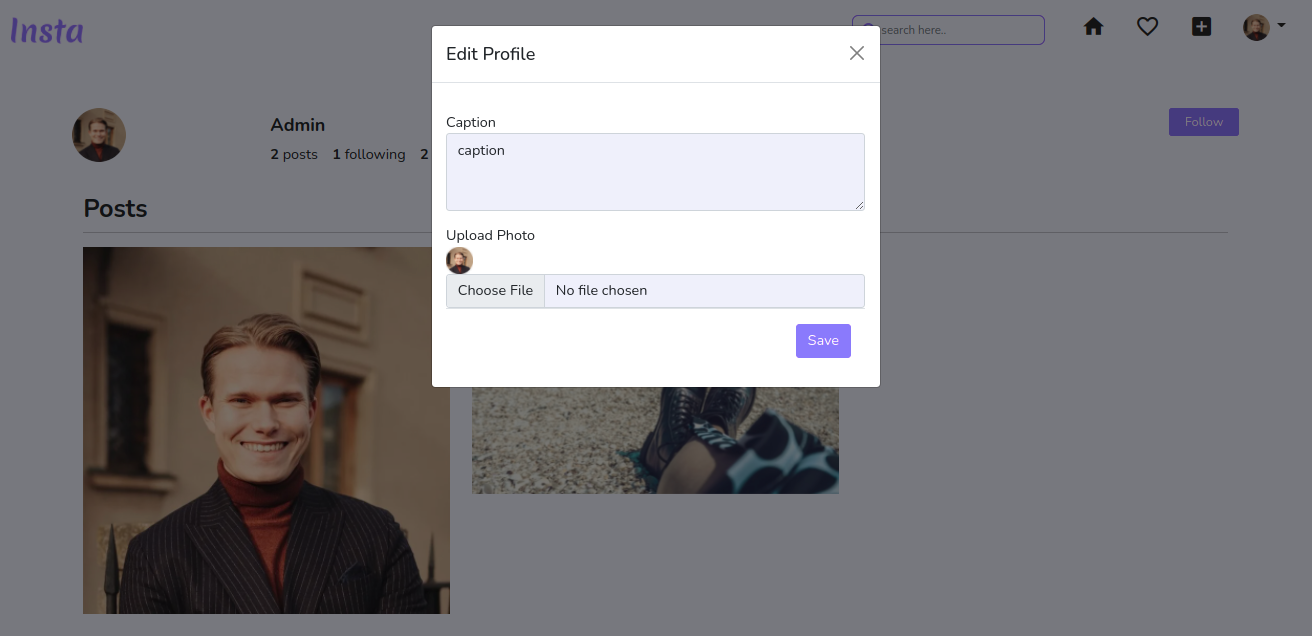 Insta
search here..
Edit Profile
Admin
2 posts 1 following 2
Follow
Posts
Caption
caption
Upload Photo
Choose File No file chosen
Save